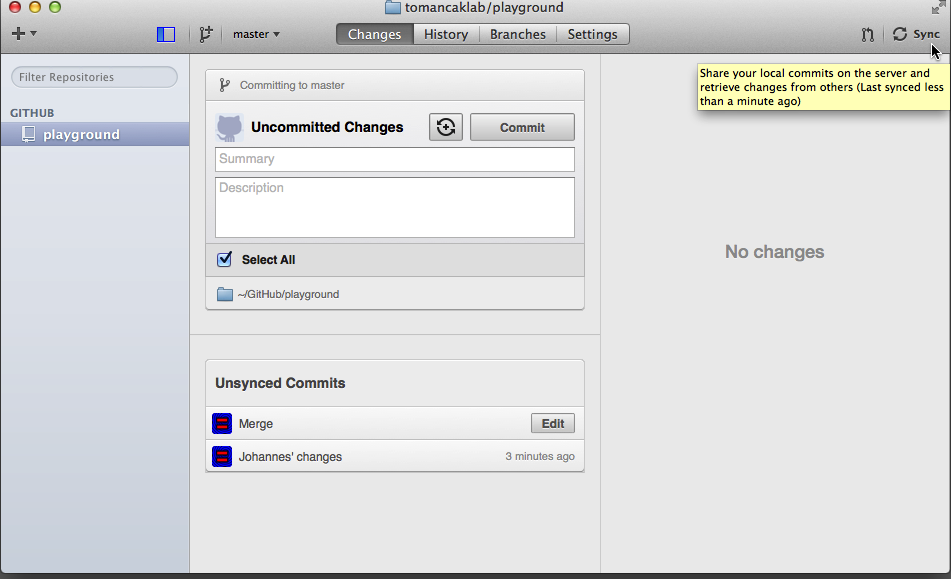 tomancaklab/playground
master
Changes
History
Branches
Settings
Sync
Share your local commits on the server and
retrieve changes from others (Last synced less
than a minute ago)
Filter Repositories
GITHUB
playground
Committing to master
Uncommitted Changes
Commit
Summary
Description
Select All
~/GitHub/playground
No changes
Unsynced Commits
Merge
Edit
Johannes' changes
3 minutes ago